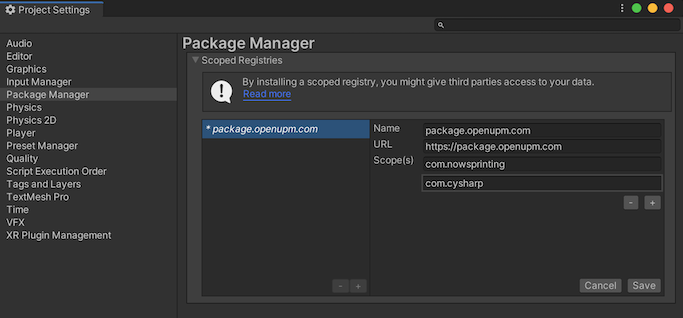 Project Settings
Audio
Editor
Graphics
Input Manager
Package Manager
Physics
Physics 2D
Player
Preset Manager
Quality
Script Execution Order
Tags and Layers
TextMesh Pro
Time
VFX
XR Plugin Management
Package Manager
Scoped Registries
By installing a scoped registry, you might give third parties access to your data.
Read more
* package.openupm.com
Name package.openupm.com
URL https://package.openupm.com
Scope(s) com.nowsprinting
com.cysharp
- +
- +
Cancel Save